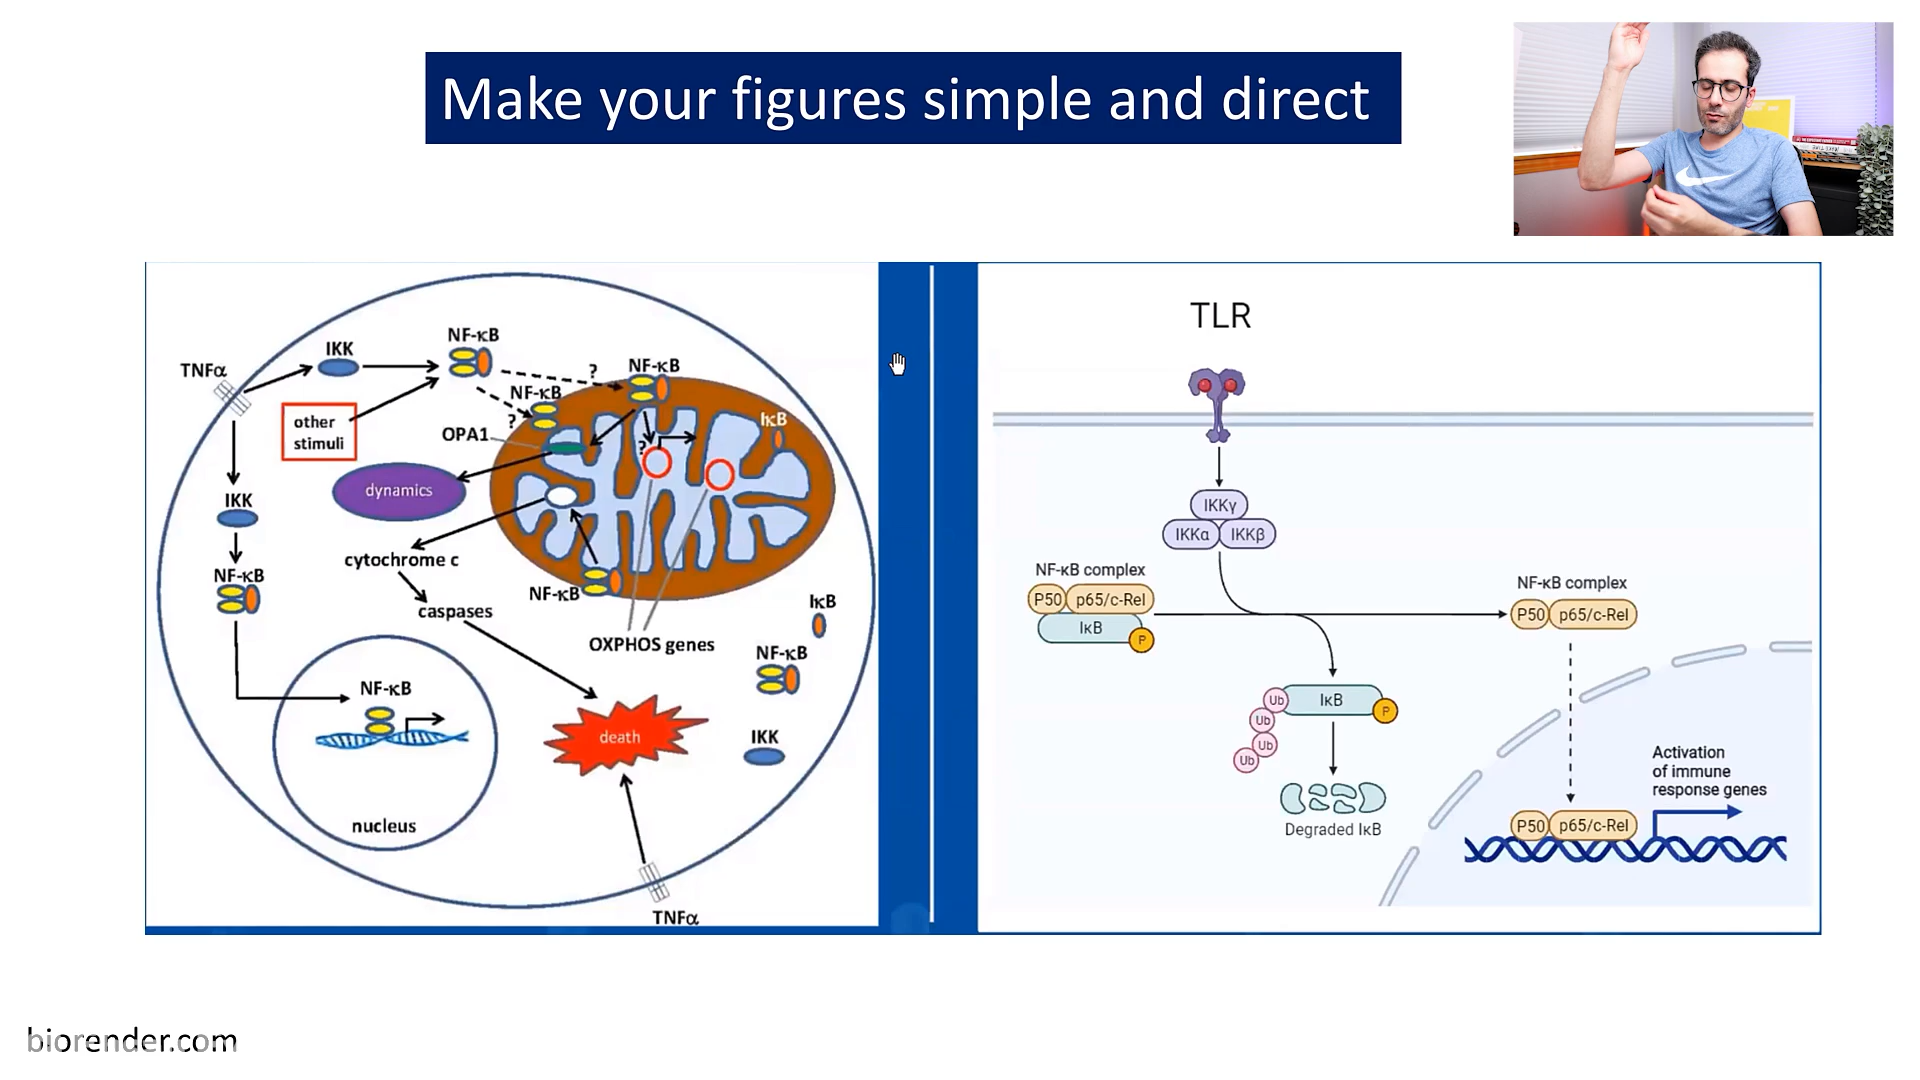 Make your figures simple and direct
TNFα
IKK
NF-κB
other
stimuli
?
NF-κB
NF-κB
?
OPA1
IκB
?
dynamics
IKK
cytochrome c
NF-κB
NF-κB
caspases
IκB
OXPHOS genes
NF-κB
NF-κB
death
IKK
nucleus
TNFα
TLR
IKKγ
IKKα IKKβ
NF-κB complex
P50 p65/c-Rel
IκB
P
NF-κB complex
P50 p65/c-Rel
Ub IκB P
Ub
Ub
Ub
Degraded IκB
Activation
of immune
response genes
P50 p65/c-Rel
biorender.com